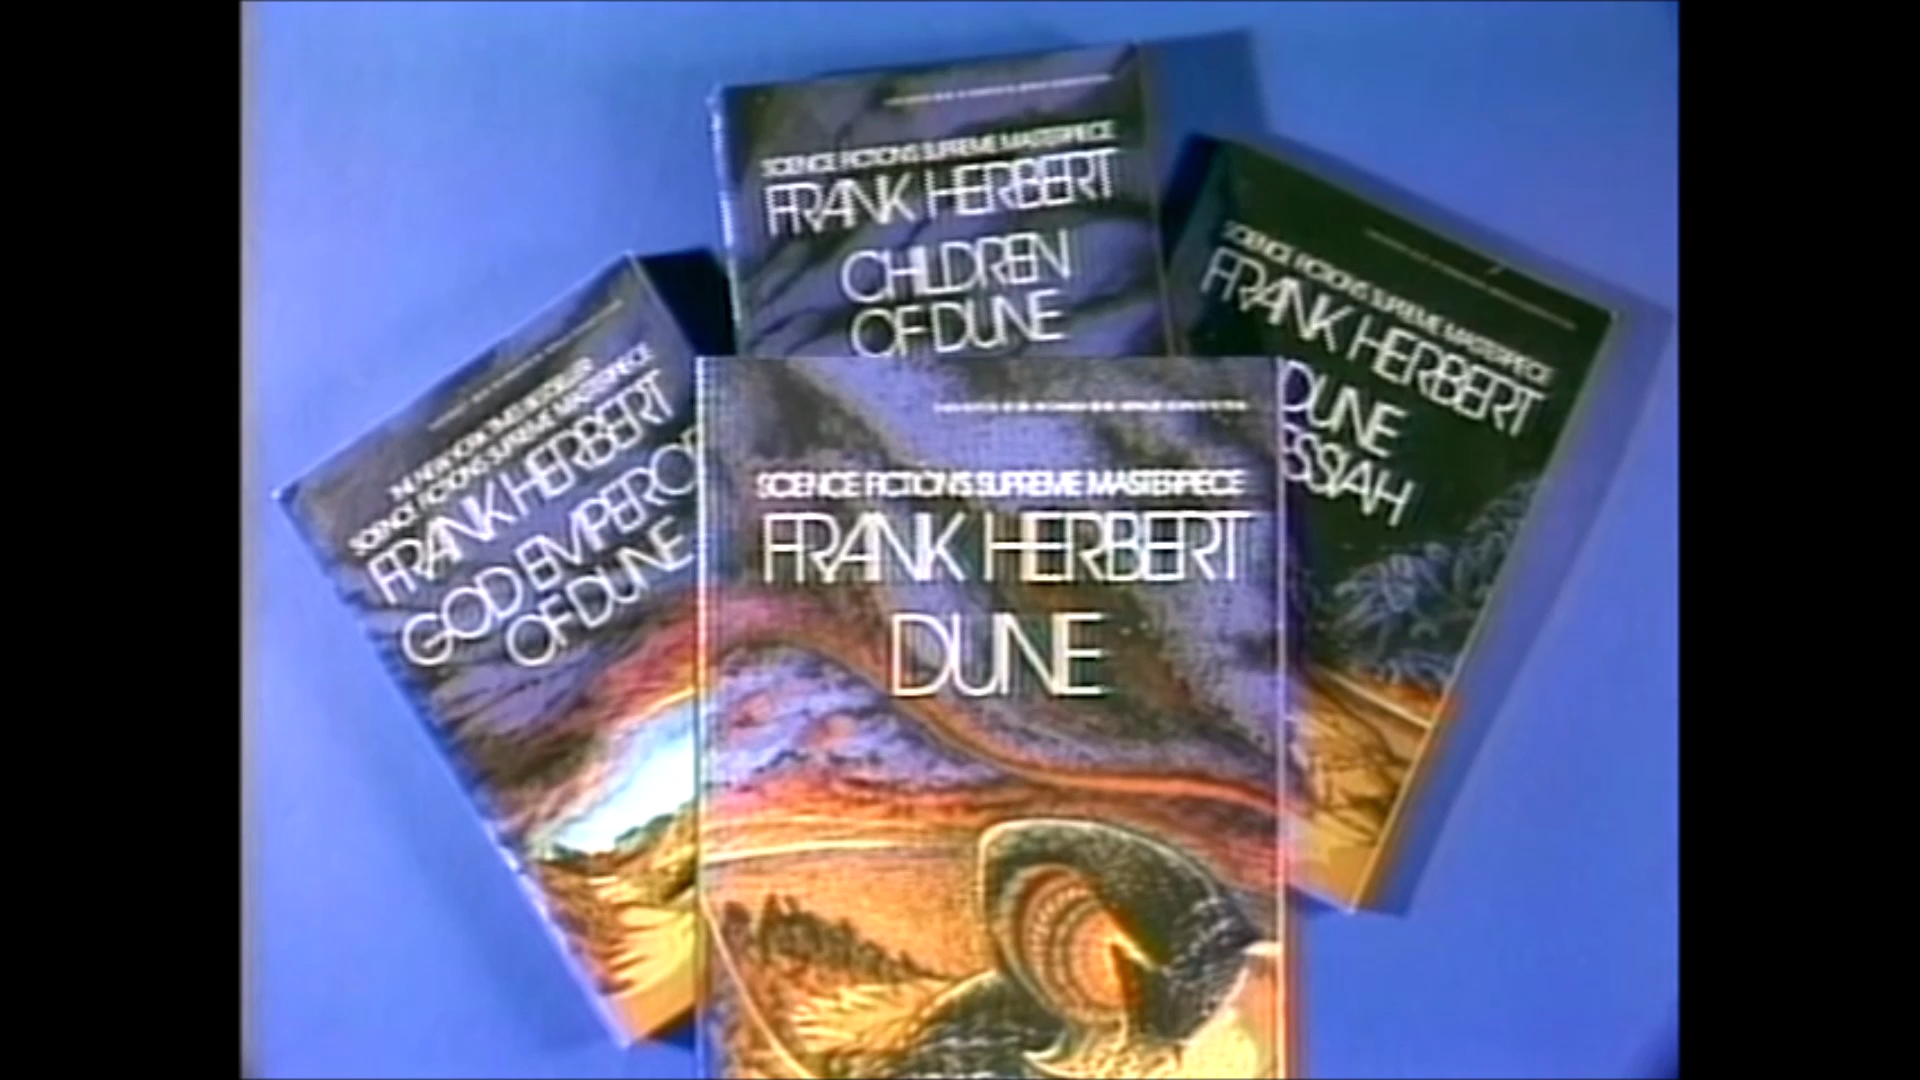 SCIENCE FICTION'S SUPREME MASTERPIECE
FRANK HERBERT
CHILDREN
OF DUNE
SCIENCE FICTION'S SUPREME MASTERPIECE
FRANK HERBERT
DUNE
ESSIAH
THE NEW YORK TIMES BESTSELLER
SCIENCE FICTION'S SUPREME MASTERPIECE
FRANK HERBERT
GOD EMPEROR
OF DUNE
SCIENCE FICTION'S SUPREME MASTERPIECE
FRANK HERBERT
DUNE